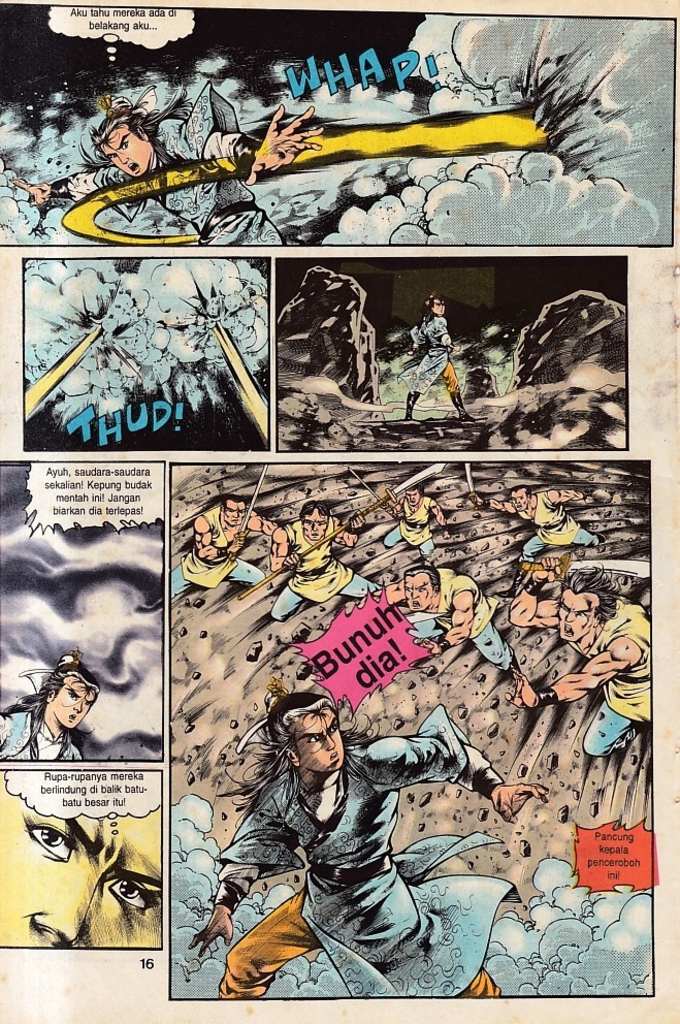 Aku tahu mereka ada di
belakang aku...
WHAP!
THUD!
Ayuh, saudara-saudara
sekalian! Kepung budak
mentah ini! Jangan
biarkan dia terlepas!
Bunuh
dia!
Rupa-rupanya mereka
berlindung di balik batu-
batu besar itu!
Pancung
kepala
penceroboh
ini!
16